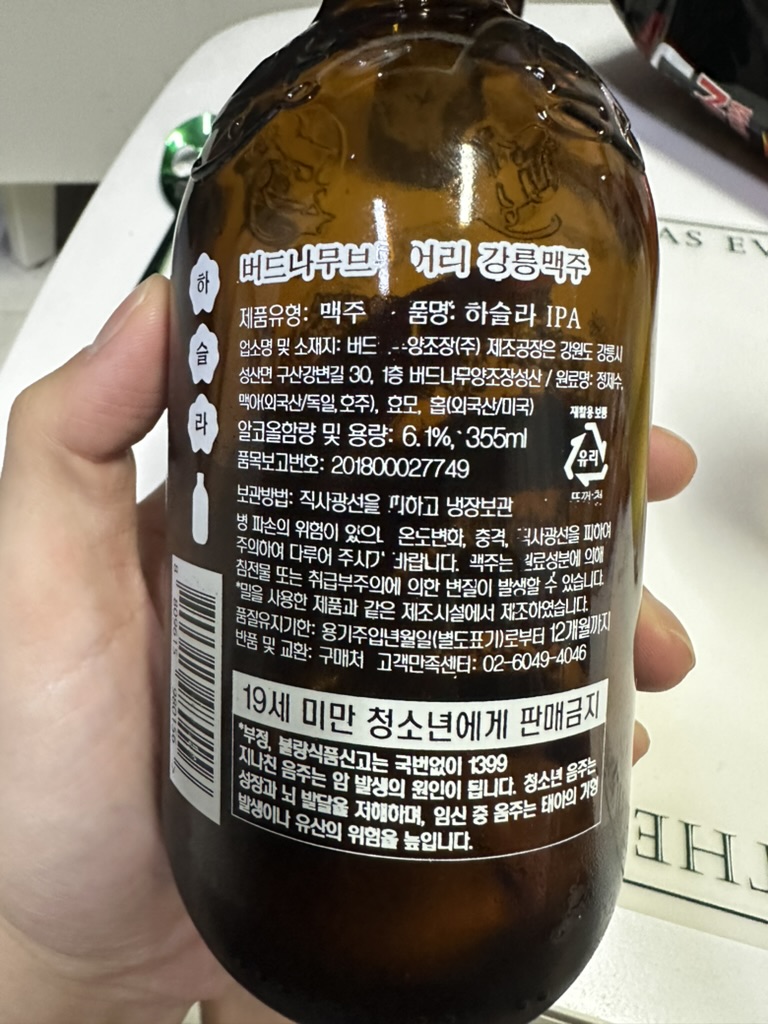 하
슬
라
버드나무브 어리 강릉맥주
제품유형: 맥주 · 품명: 하슬라 IPA
업소명 및 소재지: 버드 양조장(주) 제조공장은 강원도 강릉시
성산면 구산강변길 30, 1층 버드나무양조장성산 / 원료명: 정제수,
맥아(외국산/독일,호주), 효모, 홉(외국산/미국)
알코올함량 및 용량: 6.1%, 355ml
품목보고번호: 201800027749
재활용 보틀
유리
보관방법: 직사광선을 피하고 냉장보관
병 파손의 위험이 있으니 온도변화, 충격, 직사광선을 피하여
주의하여 다루어 주시기 바랍니다. 맥주는 원료성분에 의해
침전물 또는 취급부주의에 의한 변질이 발생할 수 있습니다.
*밀을 사용한 제품과 같은 제조시설에서 제조하였습니다.
품질유지기한: 용기주입년월일(별도표기)로부터 12개월까지
반품 및 교환: 구매처 고객만족센터: 02-6049-4046
19세 미만 청소년에게 판매금지
*부정, 불량식품신고는 국번없이 1399
지나친 음주는 암 발생의 원인이 됩니다. 청소년 음주는
성장과 뇌 발달을 저해하며, 임신 중 음주는 태아의 기형
발생이나 유산의 위험을 높입니다.
AS EV
THE